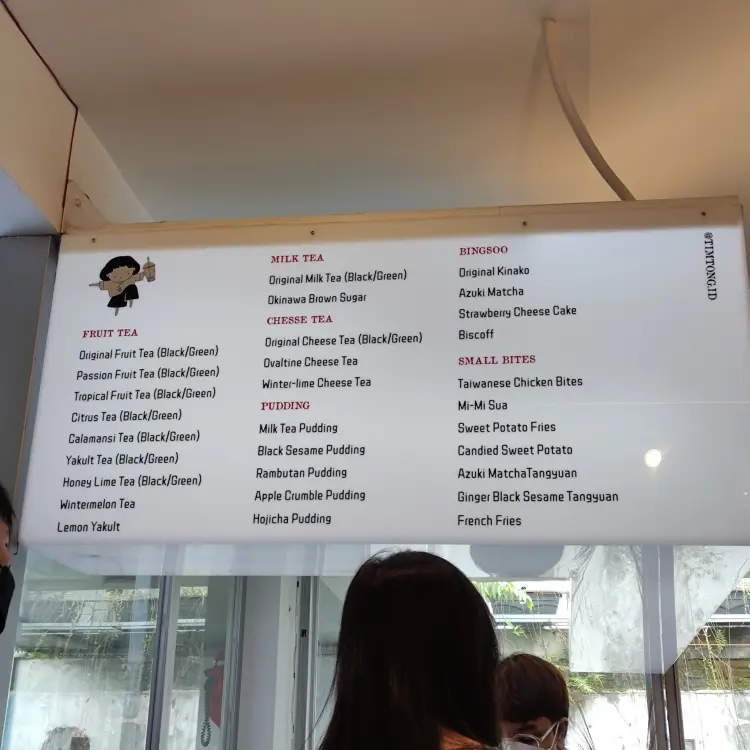 FRUIT TEA
Original Fruit Tea (Black/Green)
Passion Fruit Tea (Black/Green)
Tropical Fruit Tea (Black/Green)
Citrus Tea (Black/Green)
Calamansi Tea (Black/Green)
Yakult Tea (Black/Green)
Honey Lime Tea (Black/Green)
Wintermelon Tea
Lemon Yakult
MILK TEA
Original Milk Tea (Black/Green)
Okinawa Brown Sugar
CHESSE TEA
Original Cheese Tea (Black/Green)
Ovaltine Cheese Tea
Winter-lime Cheese Tea
PUDDING
Milk Tea Pudding
Black Sesame Pudding
Rambutan Pudding
Apple Crumble Pudding
Hojicha Pudding
BINGSOO
Original Kinako
Azuki Matcha
Strawberry Cheese Cake
Biscoff
SMALL BITES
Taiwanese Chicken Bites
Mi-Mi Sua
Sweet Potato Fries
Candied Sweet Potato
Azuki MatchaTangyuan
Ginger Black Sesame Tangyuan
French Fries
@TIMTONG.ID